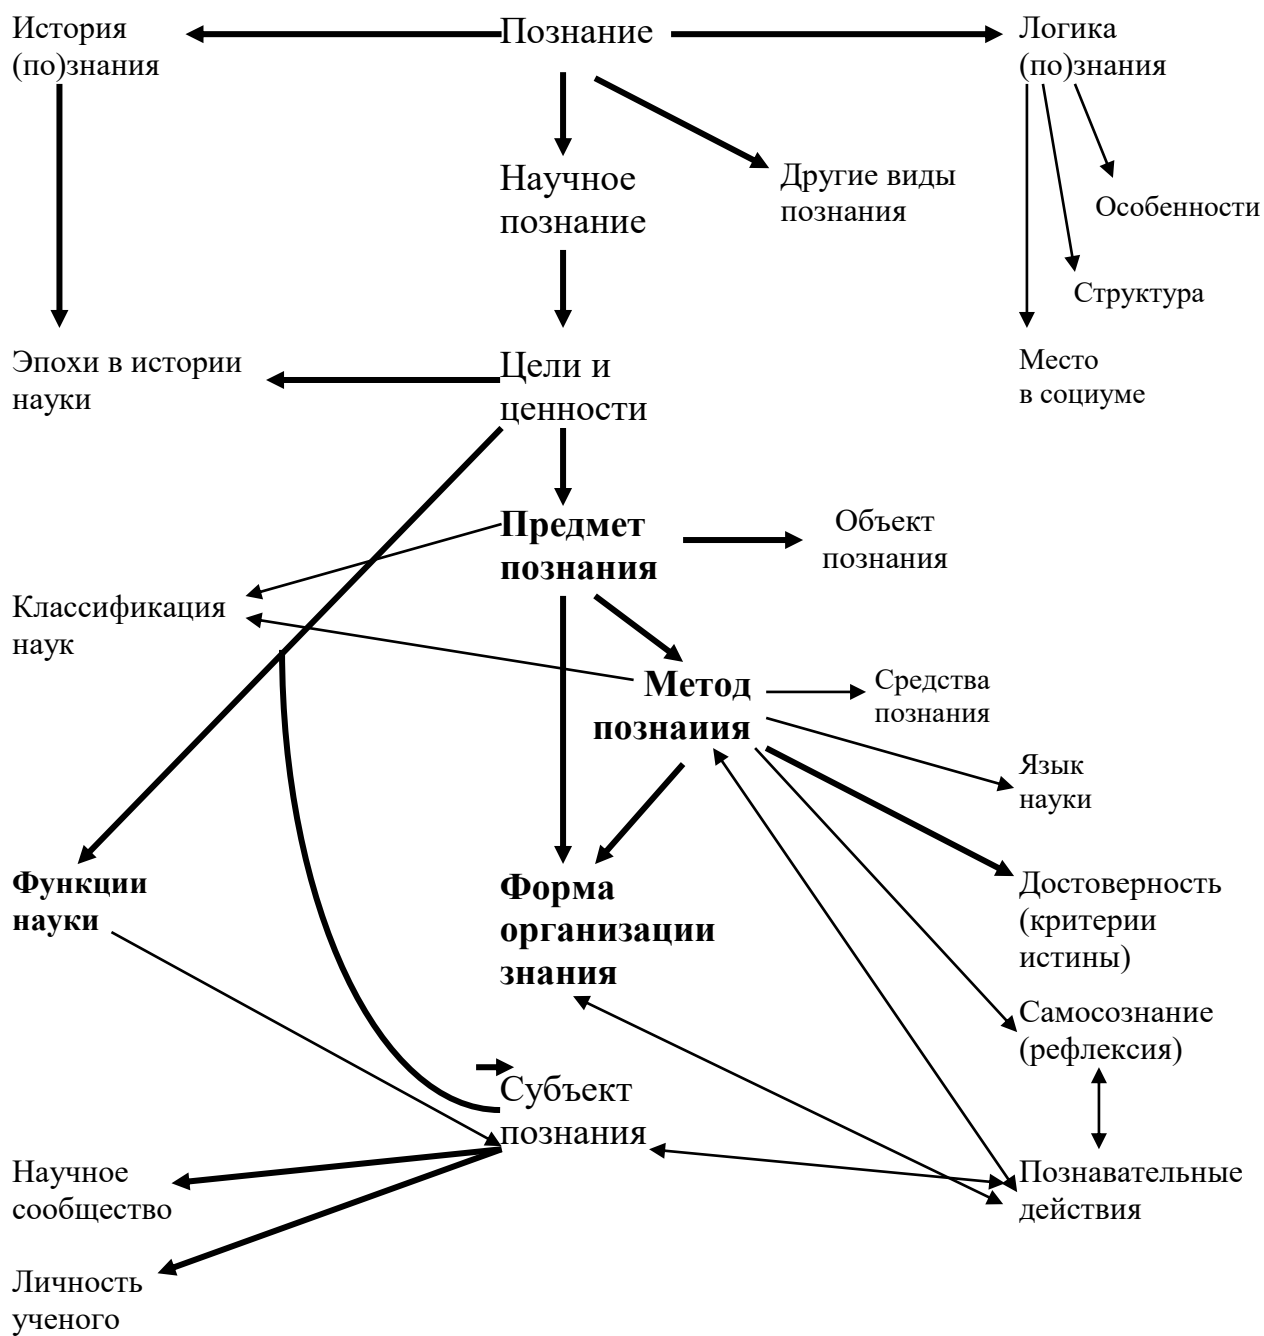 История
(по)знания
Познание
Логика
(по)знания
Научное
познание
Другие виды
познания
Особенности
Структура
Эпохи в истории
науки
Цели и
ценности
Место
в социуме
Предмет
познания
Объект
познания
Классификация
наук
Метод
познаиия
Средства
познания
Язык
науки
Функции
науки
Форма
организации
знания
Достоверность
(критерии
истины)
Самосознание
(рефлексия)
Субъект
познания
Научное
сообщество
Познавательные
действия
Личность
ученого